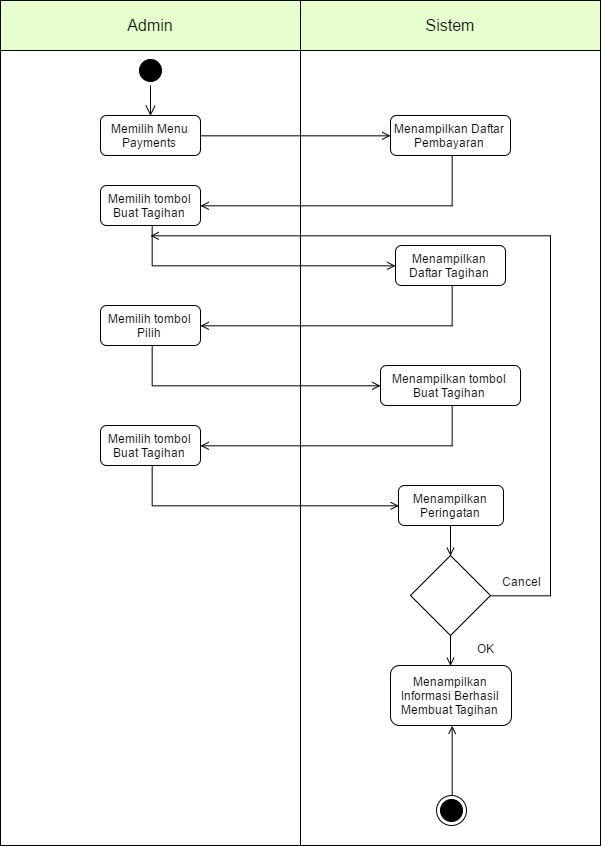 Admin
Sistem
Memilih Menu
Payments
Menampilkan Daftar
Pembayaran
Memilih tombol
Buat Tagihan
Menampilkan
Daftar Tagihan
Memilih tombol
Pilih
Menampilkan tombol
Buat Tagihan
Memilih tombol
Buat Tagihan
Menampilkan
Peringatan
Cancel
OK
Menampilkan
Informasi Berhasil
Membuat Tagihan